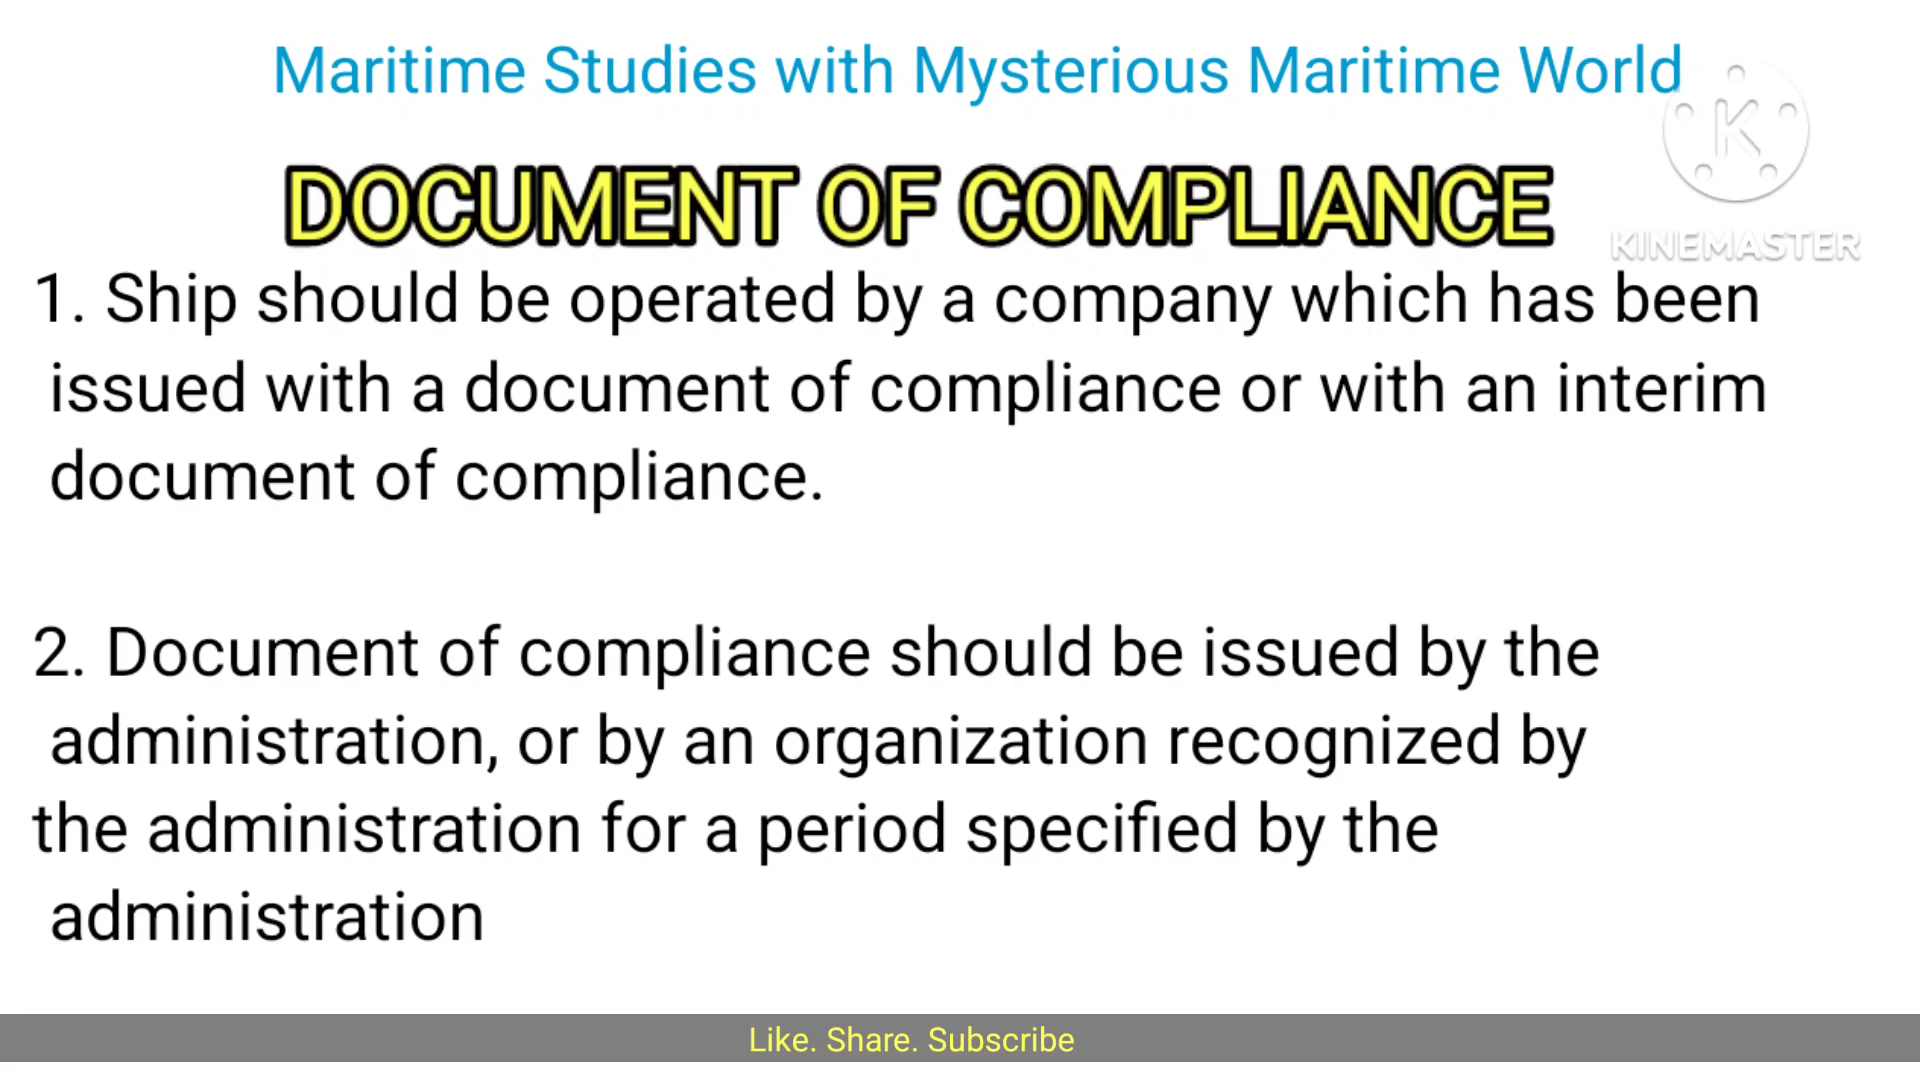 Maritime Studies with Mysterious Maritime World
K
KINEMASTER
DOCUMENT OF COMPLIANCE
1. Ship should be operated by a company which has been
issued with a document of compliance or with an interim
document of compliance.
2. Document of compliance should be issued by the
administration, or by an organization recognized by
the administration for a period specified by the
administration
Like. Share. Subscribe